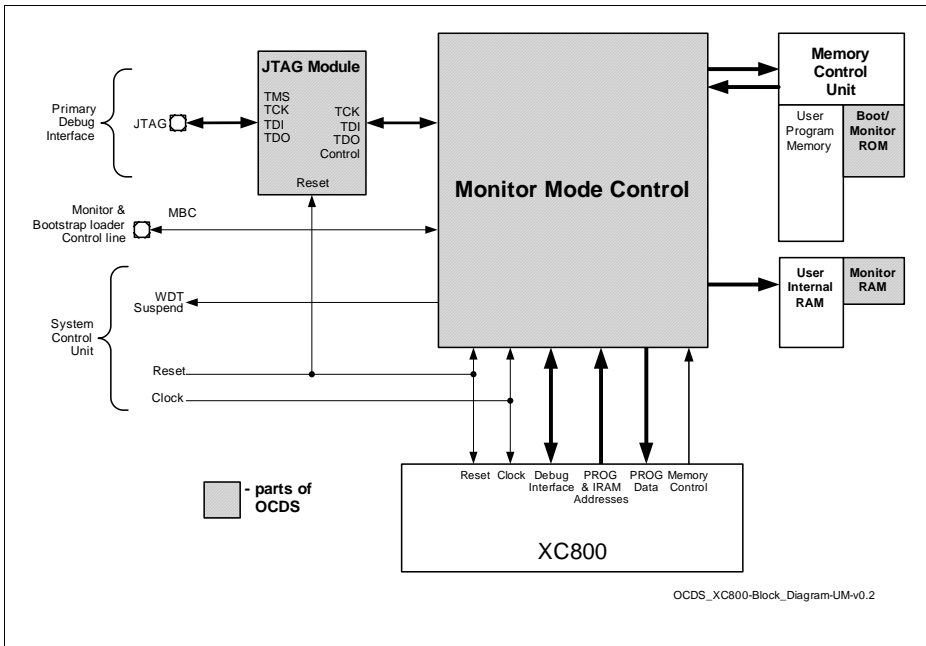 JTAG Module
TMS
TCK
TDI
TDO
TCK
TDI
TDO
Control
Reset
Primary
Debug
Interface
JTAG
Monitor &
Bootstrap loader
Control line
MBC
System
Control
Unit
WDT
Suspend
Reset
Clock
Monitor Mode Control
Memory
Control
Unit
User
Program
Memory
Boot/
Monitor
ROM
User
Internal
RAM
Monitor
RAM
- parts of
OCDS
Reset
Clock
Debug
Interface
PROG
& IRAM
Addresses
PROG
Data
Memory
Control
XC800
OCDS_XC800-Block_Diagram-UM-v0.2